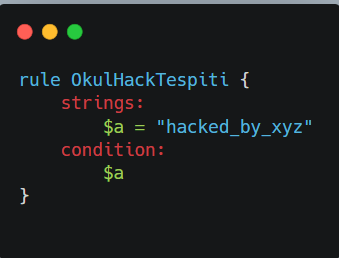 rule OkulHackTespiti {
    strings:
        $a = "hacked_by_xyz"
    condition:
        $a
}